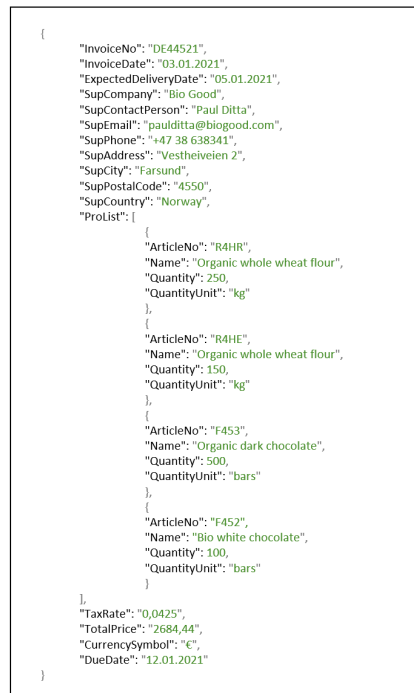 {
"InvoiceNo": "DE44521",
"InvoiceDate": "03.01.2021",
"ExpectedDeliveryDate": "05.01.2021",
"SupCompany": "Bio Good",
"SupContactPerson": "Paul Ditta",
"SupEmail": "paulditta@biogood.com",
"SupPhone": "+47 38 638341",
"SupAddress": "Vestheiveien 2",
"SupCity": "Farsund",
"SupPostalCode": "4550",
"SupCountry": "Norway",
"ProList": [
{
"ArticleNo": "R4HR",
"Name": "Organic whole wheat flour",
"Quantity": 250,
"QuantityUnit": "kg"
},
{
"ArticleNo": "R4HE",
"Name": "Organic whole wheat flour",
"Quantity": 150,
"QuantityUnit": "kg"
},
{
"ArticleNo": "F453",
"Name": "Organic dark chocolate",
"Quantity": 500,
"QuantityUnit": "bars"
},
{
"ArticleNo": "F452",
"Name": "Bio white chocolate",
"Quantity": 100,
"QuantityUnit": "bars"
}
],
"TaxRate": "0,0425",
"TotalPrice": "2684,44",
"CurrencySymbol": "€",
"DueDate": "12.01.2021"
}